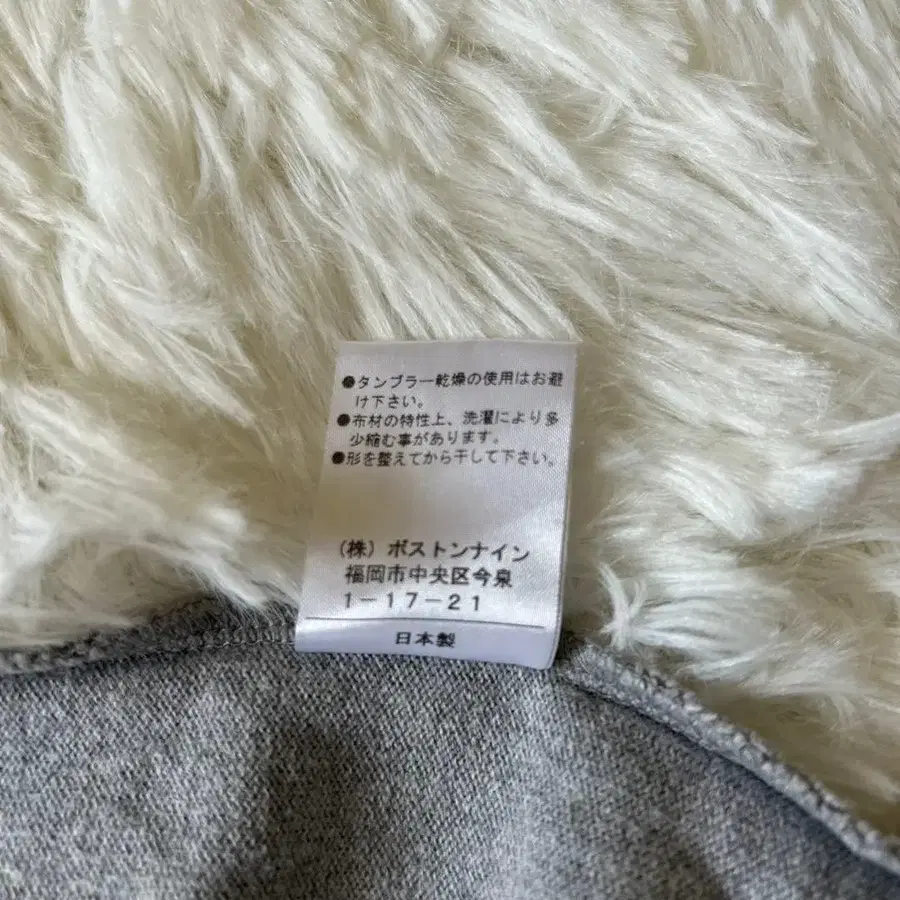 ●タンブラー乾燥の使用はお避
け下さい。
●布材の特性上、洗濯により多
少縮む事があります。
●形を整えてから干して下さい。
(株) ボストンナイン
福岡市中央区今泉
1-17-21
日本製